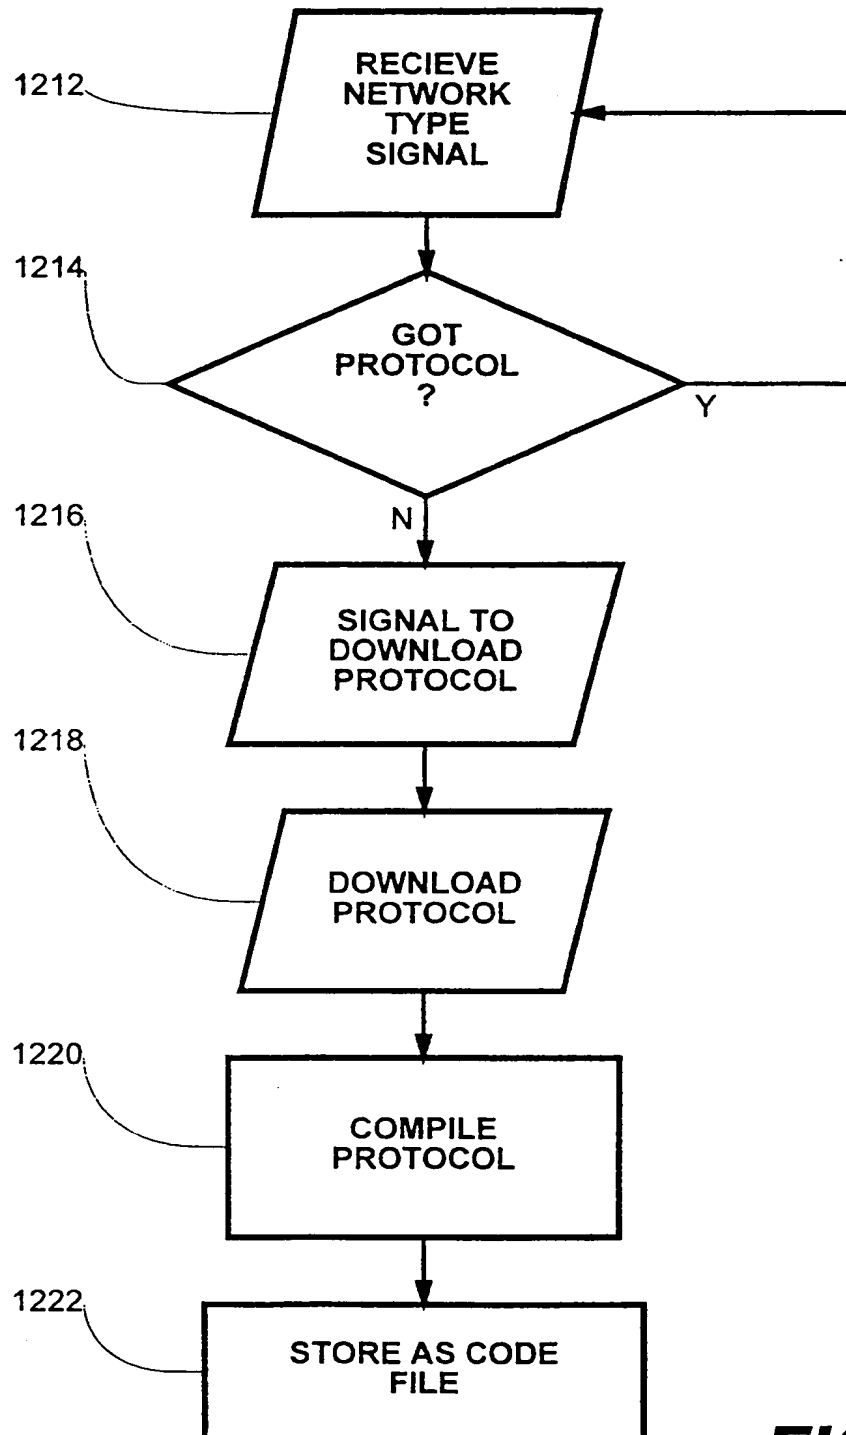 1212
RECIEVE
NETWORK
TYPE
SIGNAL
1214
GOT
PROTOCOL
?
Y
N
1216
SIGNAL TO
DOWNLOAD
PROTOCOL
1218
DOWNLOAD
PROTOCOL
1220
COMPILE
PROTOCOL
1222
STORE AS CODE
FILE